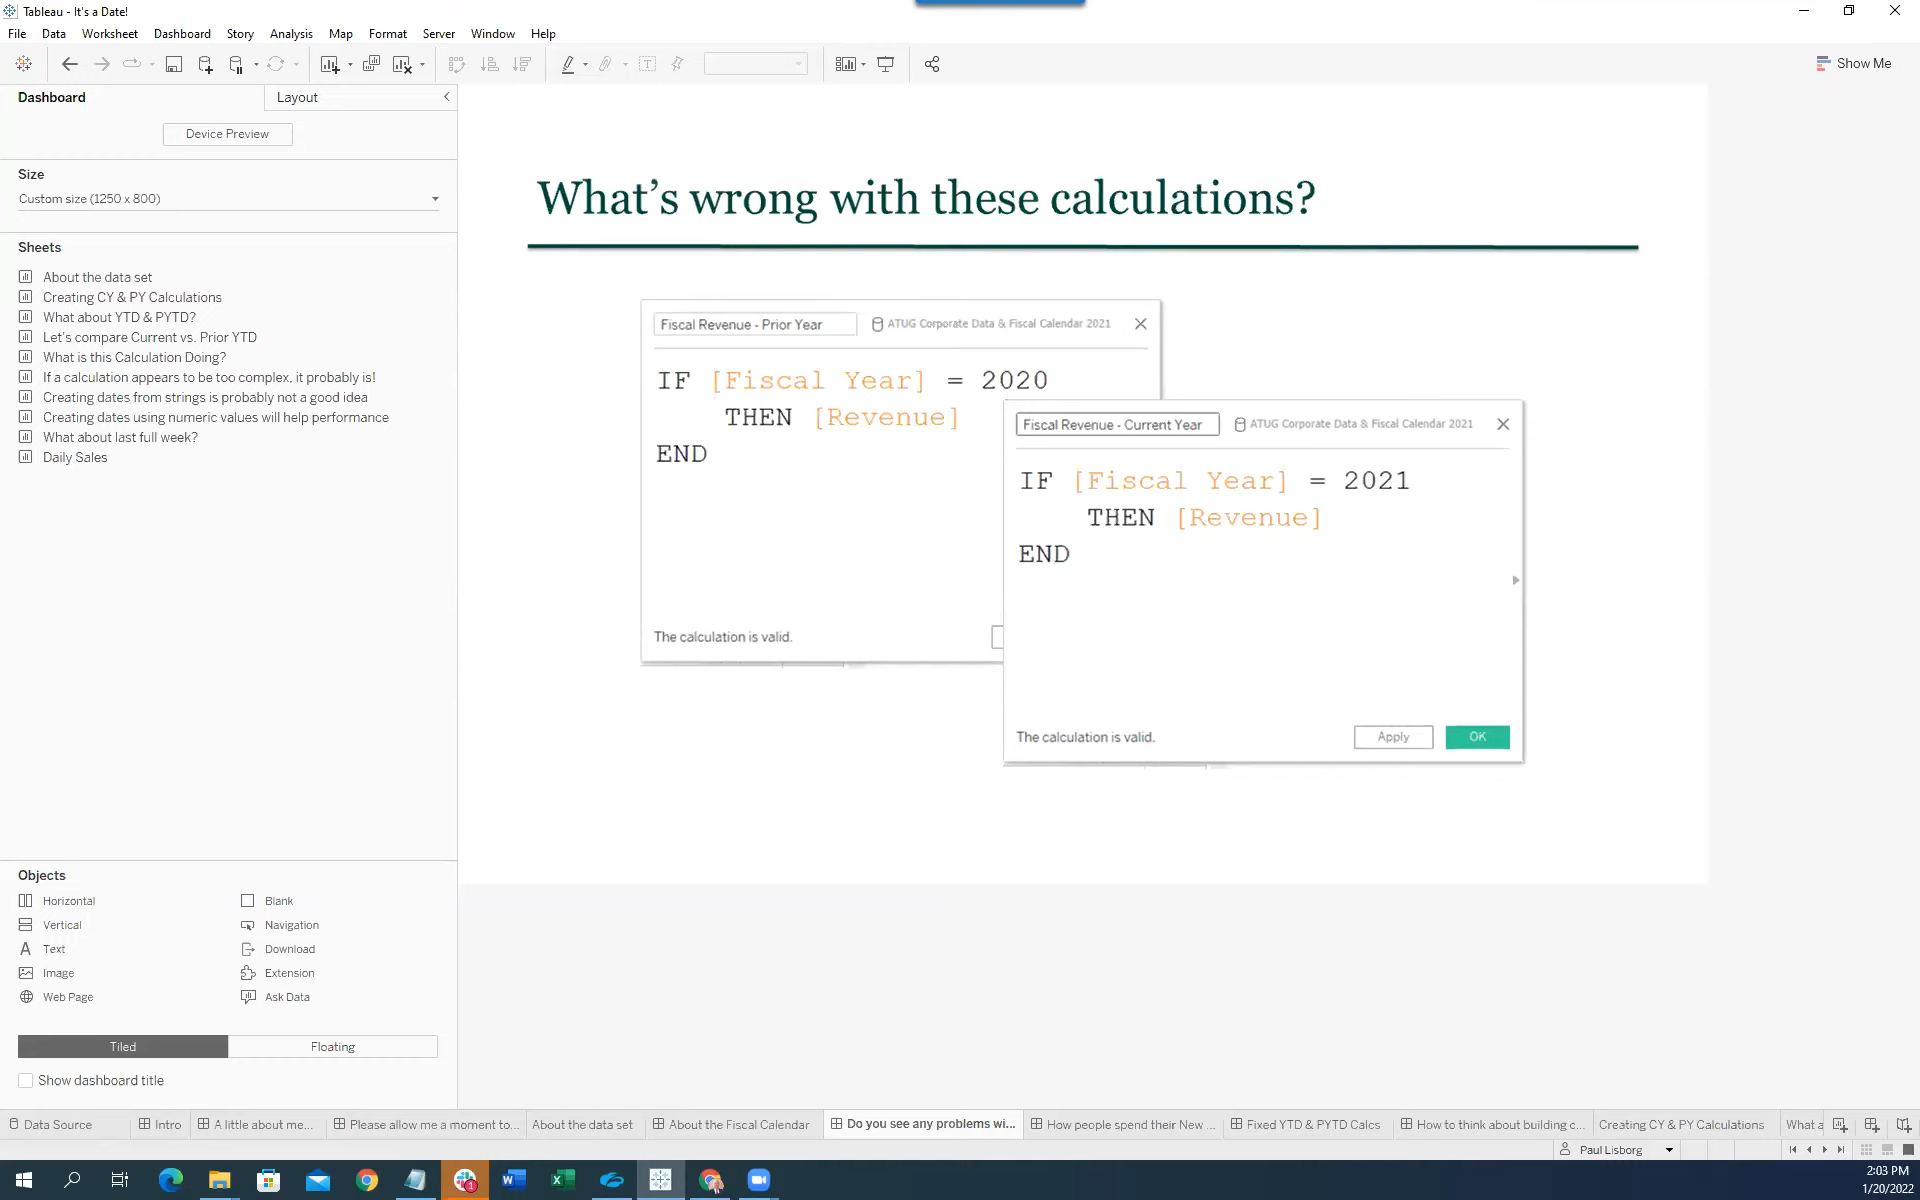 Tableau - It's a Date!
File Data Worksheet Dashboard Story Analysis Map Format Server Window Help
Show Me
Dashboard
Layout
Device Preview
Size
Custom size (1250 x 800)
Sheets
About the data set
Creating CY & PY Calculations
What about YTD & PYTD?
Let's compare Current vs. Prior YTD
What is this Calculation Doing?
If a calculation appears to be too complex, it probably is!
Creating dates from strings is probably not a good idea
Creating dates using numeric values will help performance
What about last full week?
Daily Sales
Objects
Horizontal
Blank
Vertical
Navigation
Text
Download
Image
Extension
Web Page
Ask Data
Tiled
Floating
Show dashboard title
What's wrong with these calculations?
Fiscal Revenue - Prior Year
ATUG Corporate Data & Fiscal Calendar 2021
IF [Fiscal Year] = 2020
THEN [Revenue]
END
The calculation is valid.
Fiscal Revenue - Current Year
ATUG Corporate Data & Fiscal Calendar 2021
IF [Fiscal Year] = 2021
THEN [Revenue]
END
The calculation is valid.
Apply
OK
Data Source
Intro
A little about me...
Please allow me a moment to...
About the data set
About the Fiscal Calendar
Do you see any problems wi...
How people spend their New ...
Fixed YTD & PYTD Calcs
How to think about building c...
Creating CY & PY Calculations
What a
Paul Lisborg
1
2:03 PM
1/20/2022